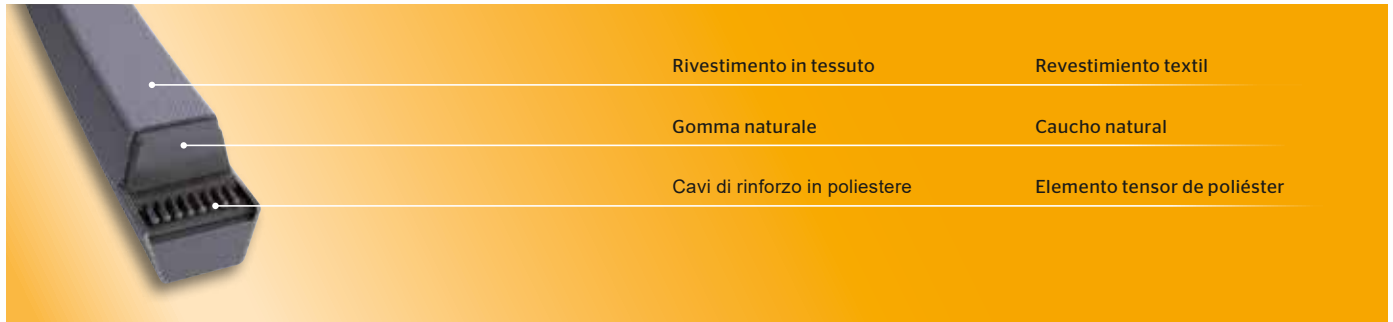 Rivestimento in tessuto Revestimiento textil
Gomma naturale Caucho natural
Cavi di rinforzo in poliestere Elemento tensor de poliéster